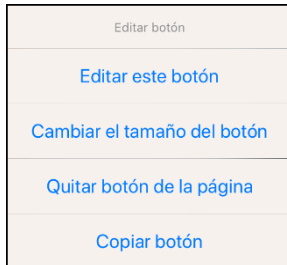 Editar botón
Editar este botón
Cambiar el tamaño del botón
Quitar botón de la página
Copiar botón